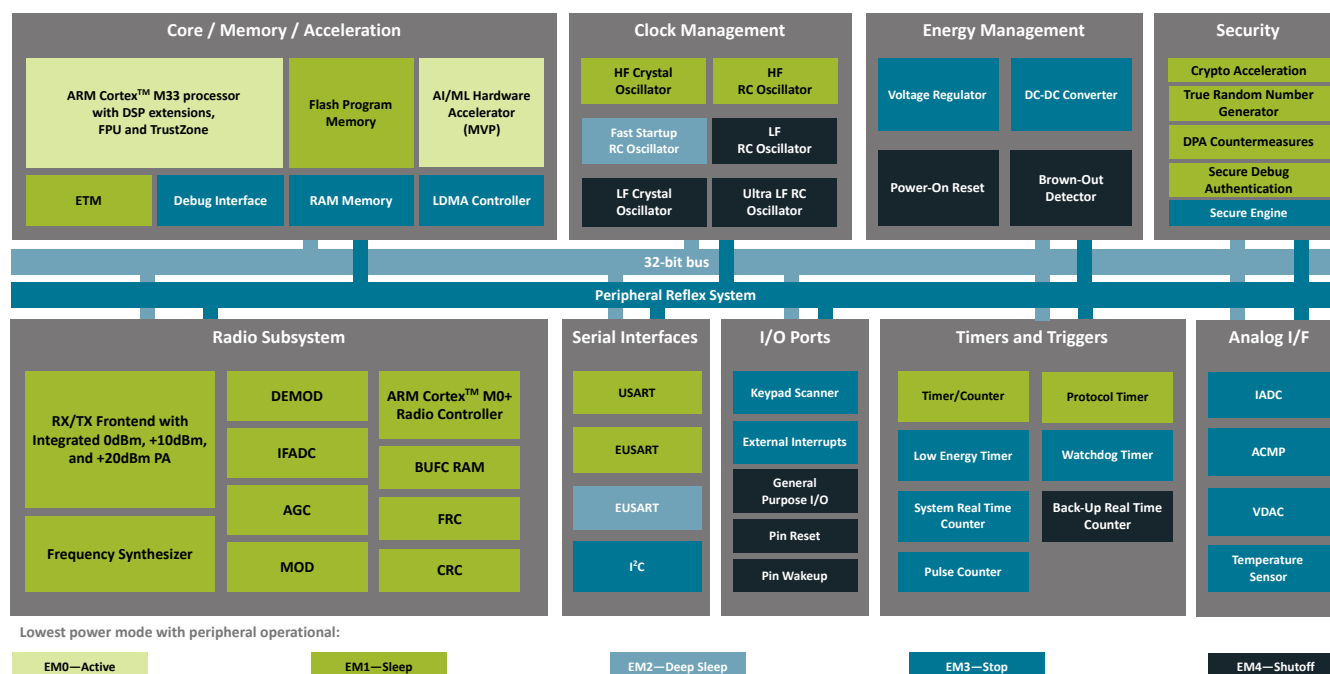 Core / Memory / Acceleration
ARM Cortex™ M33 processor
with DSP extensions,
FPU and TrustZone
Flash Program
Memory
AI/ML Hardware
Accelerator
(MVP)
ETM
Debug Interface
RAM Memory
LDMA Controller
Clock Management
HF Crystal
Oscillator
HF
RC Oscillator
Fast Startup
RC Oscillator
LF
RC Oscillator
LF Crystal
Oscillator
Ultra LF RC
Oscillator
Energy Management
Voltage Regulator
DC-DC Converter
Power-On Reset
Brown-Out
Detector
Security
Crypto Acceleration
True Random Number
Generator
DPA Countermeasures
Secure Debug
Authentication
Secure Engine
32-bit bus
Peripheral Reflex System
Radio Subsystem
RX/TX Frontend with
Integrated 0dBm, +10dBm,
and +20dBm PA
Frequency Synthesizer
DEMOD
IFADC
AGC
MOD
ARM Cortex™ M0+
Radio Controller
BUFC RAM
FRC
CRC
Serial Interfaces
USART
EUSART
EUSART
I²C
I/O Ports
Keypad Scanner
External Interrupts
General
Purpose I/O
Pin Reset
Pin Wakeup
Timers and Triggers
Timer/Counter
Protocol Timer
Low Energy Timer
Watchdog Timer
System Real Time
Counter
Back-Up Real Time
Counter
Pulse Counter
Analog I/F
IADC
ACMP
VDAC
Temperature
Sensor
Lowest power mode with peripheral operational:
EM0—Active
EM1—Sleep
EM2—Deep Sleep
EM3—Stop
EM4—Shutoff